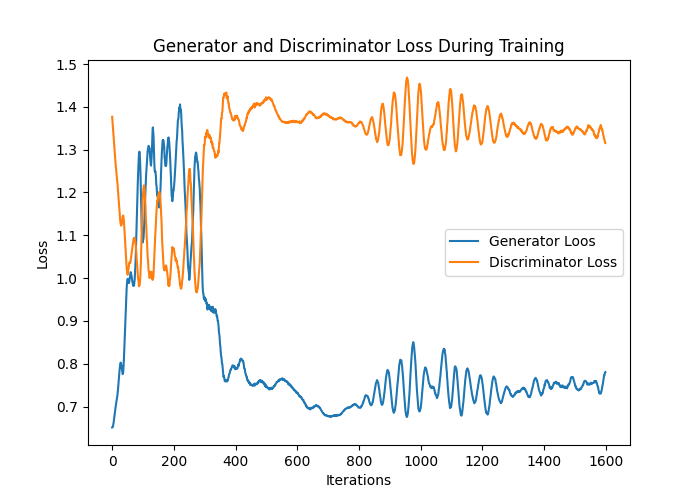 Generator and Discriminator Loss During Training
Loss
1.5
1.4
1.3
1.2
1.1
1.0
0.9
0.8
0.7
Generator Loos
Discriminator Loss
0 200 400 600 800 1000 1200 1400 1600
Iterations